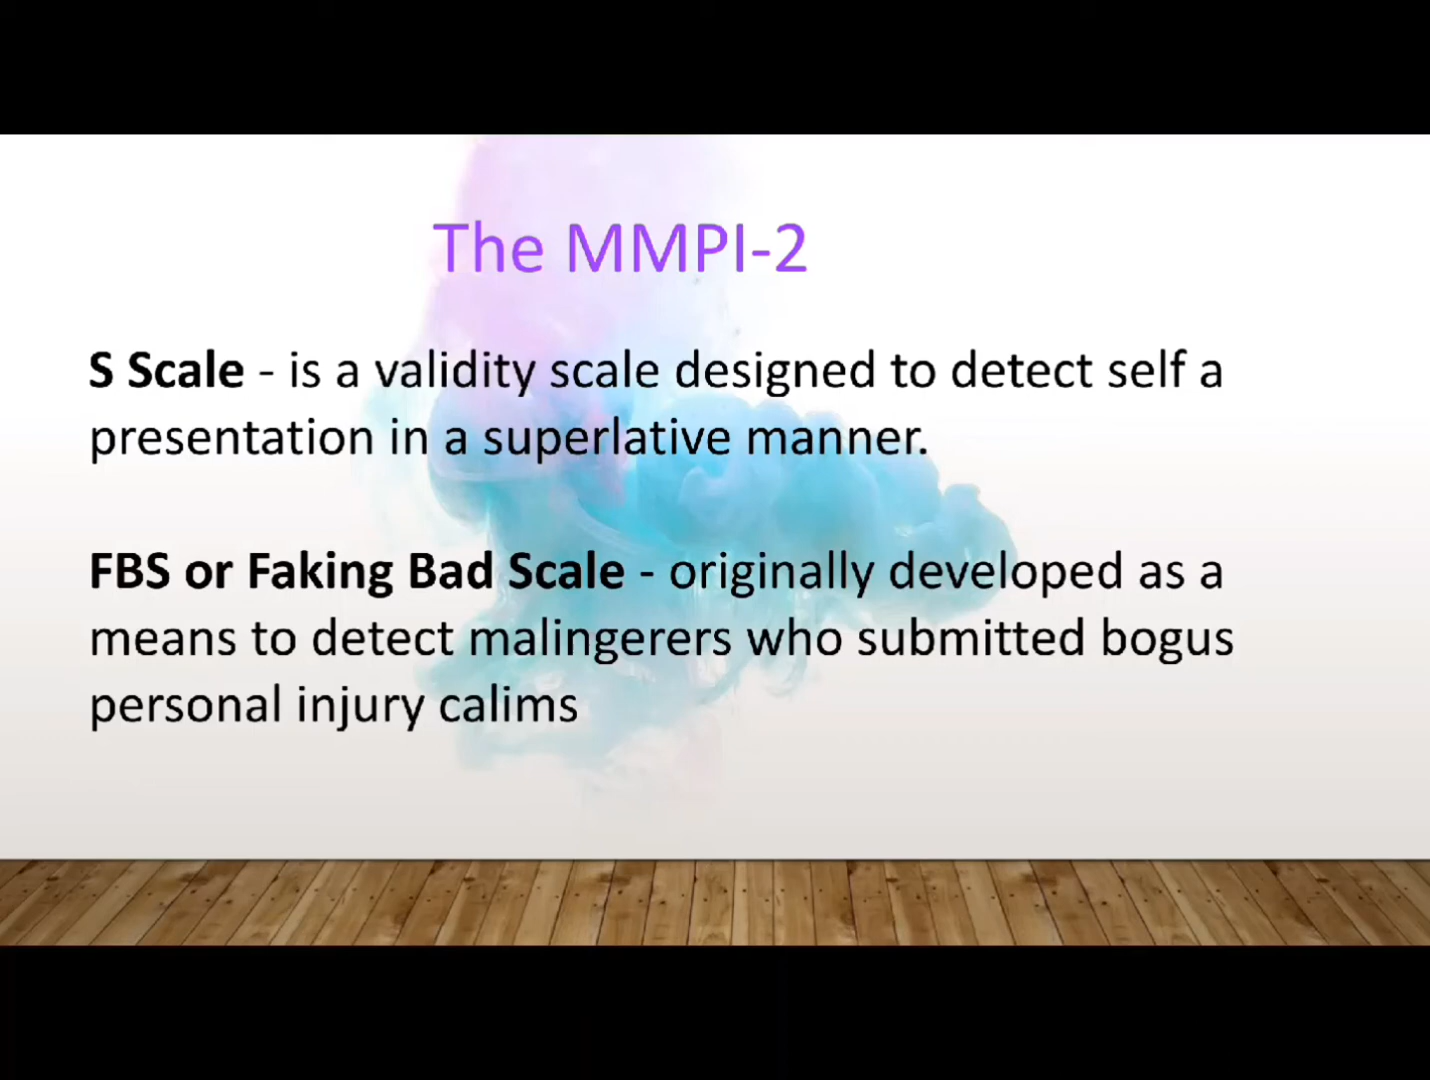 The MMPI-2
S Scale - is a validity scale designed to detect self a
presentation in a superlative manner.
FBS or Faking Bad Scale - originally developed as a
means to detect malingerers who submitted bogus
personal injury calims